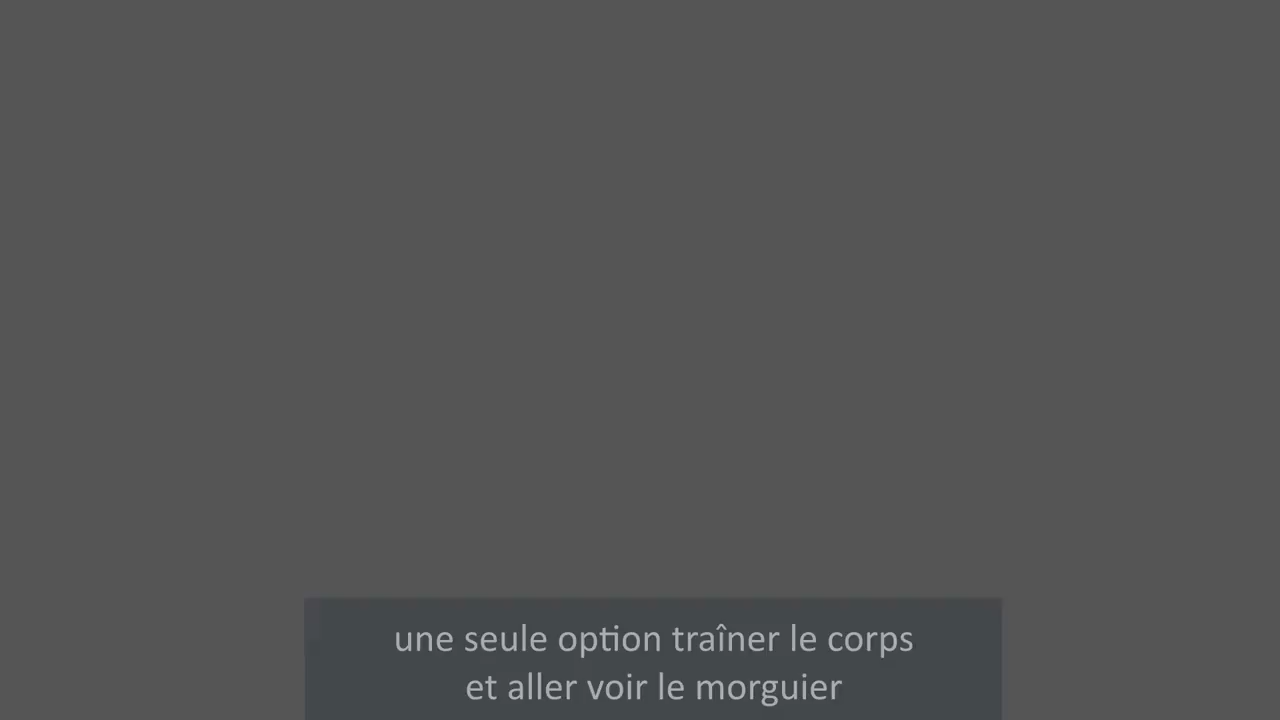 une seule option traîner le corps
et aller voir le morguier